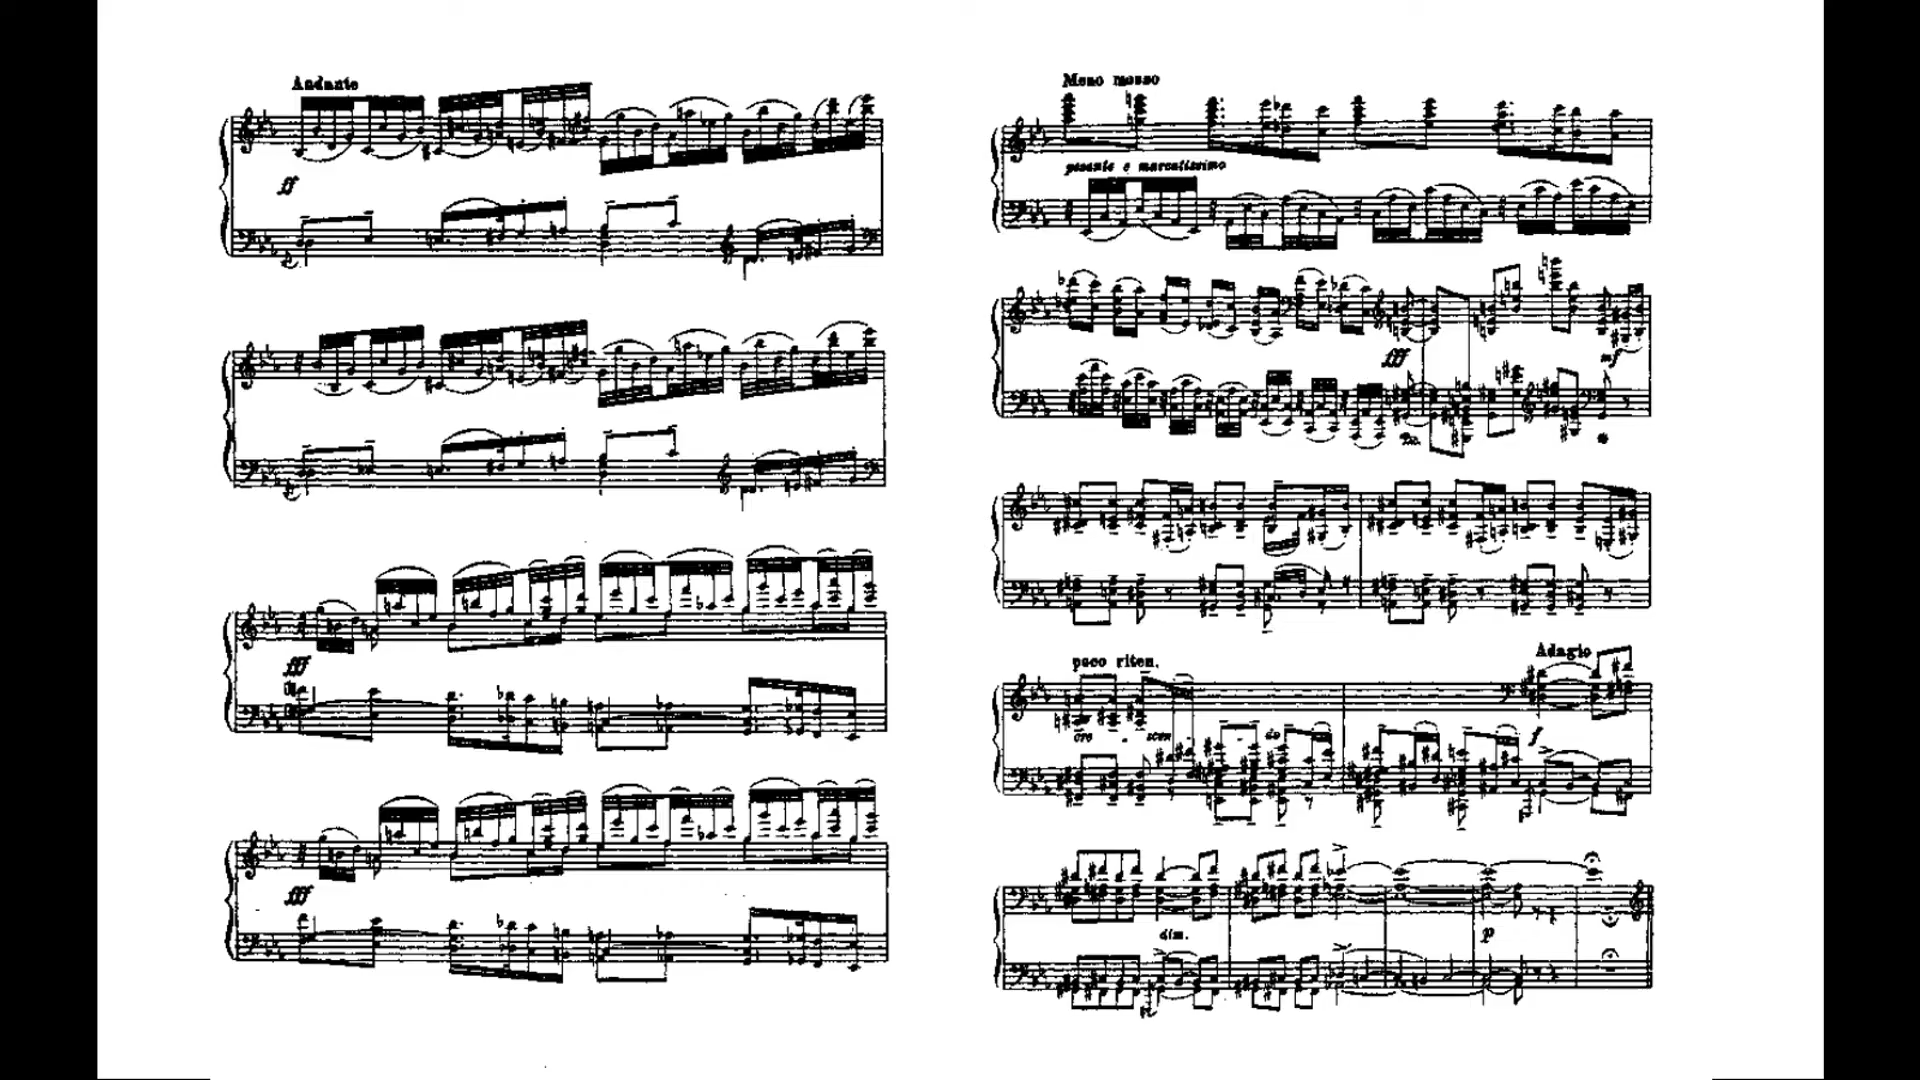 Andante
ff
fff
fff
Meno mosso
pesante e marcatissimo
fff
mf
poco riten.
Adagio
cre - scen - do
f
dim.
p